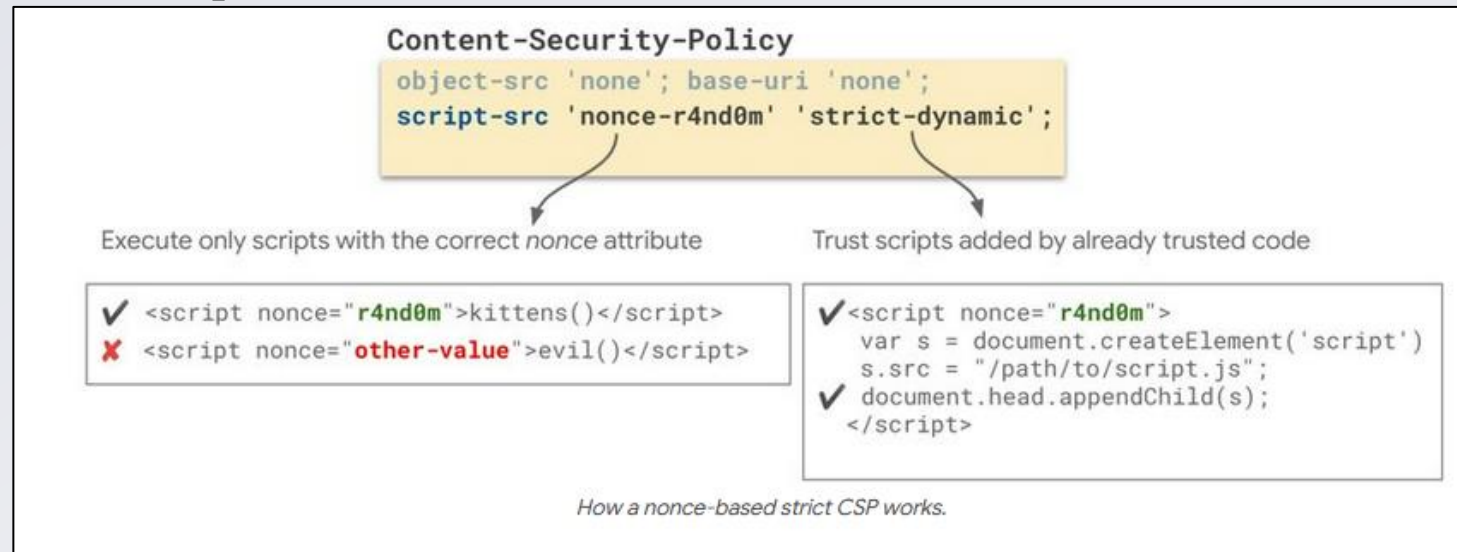 Content-Security-Policy
object-src 'none'; base-uri 'none';
script-src 'nonce-r4nd0m' 'strict-dynamic';
Execute only scripts with the correct nonce attribute
✔ <script nonce="r4nd0m">kittens()</script>
✘ <script nonce="other-value">evil()</script>
Trust scripts added by already trusted code
✔<script nonce="r4nd0m">
var s = document.createElement('script')
s.src = "/path/to/script.js";
✔ document.head.appendChild(s);
</script>
How a nonce-based strict CSP works.